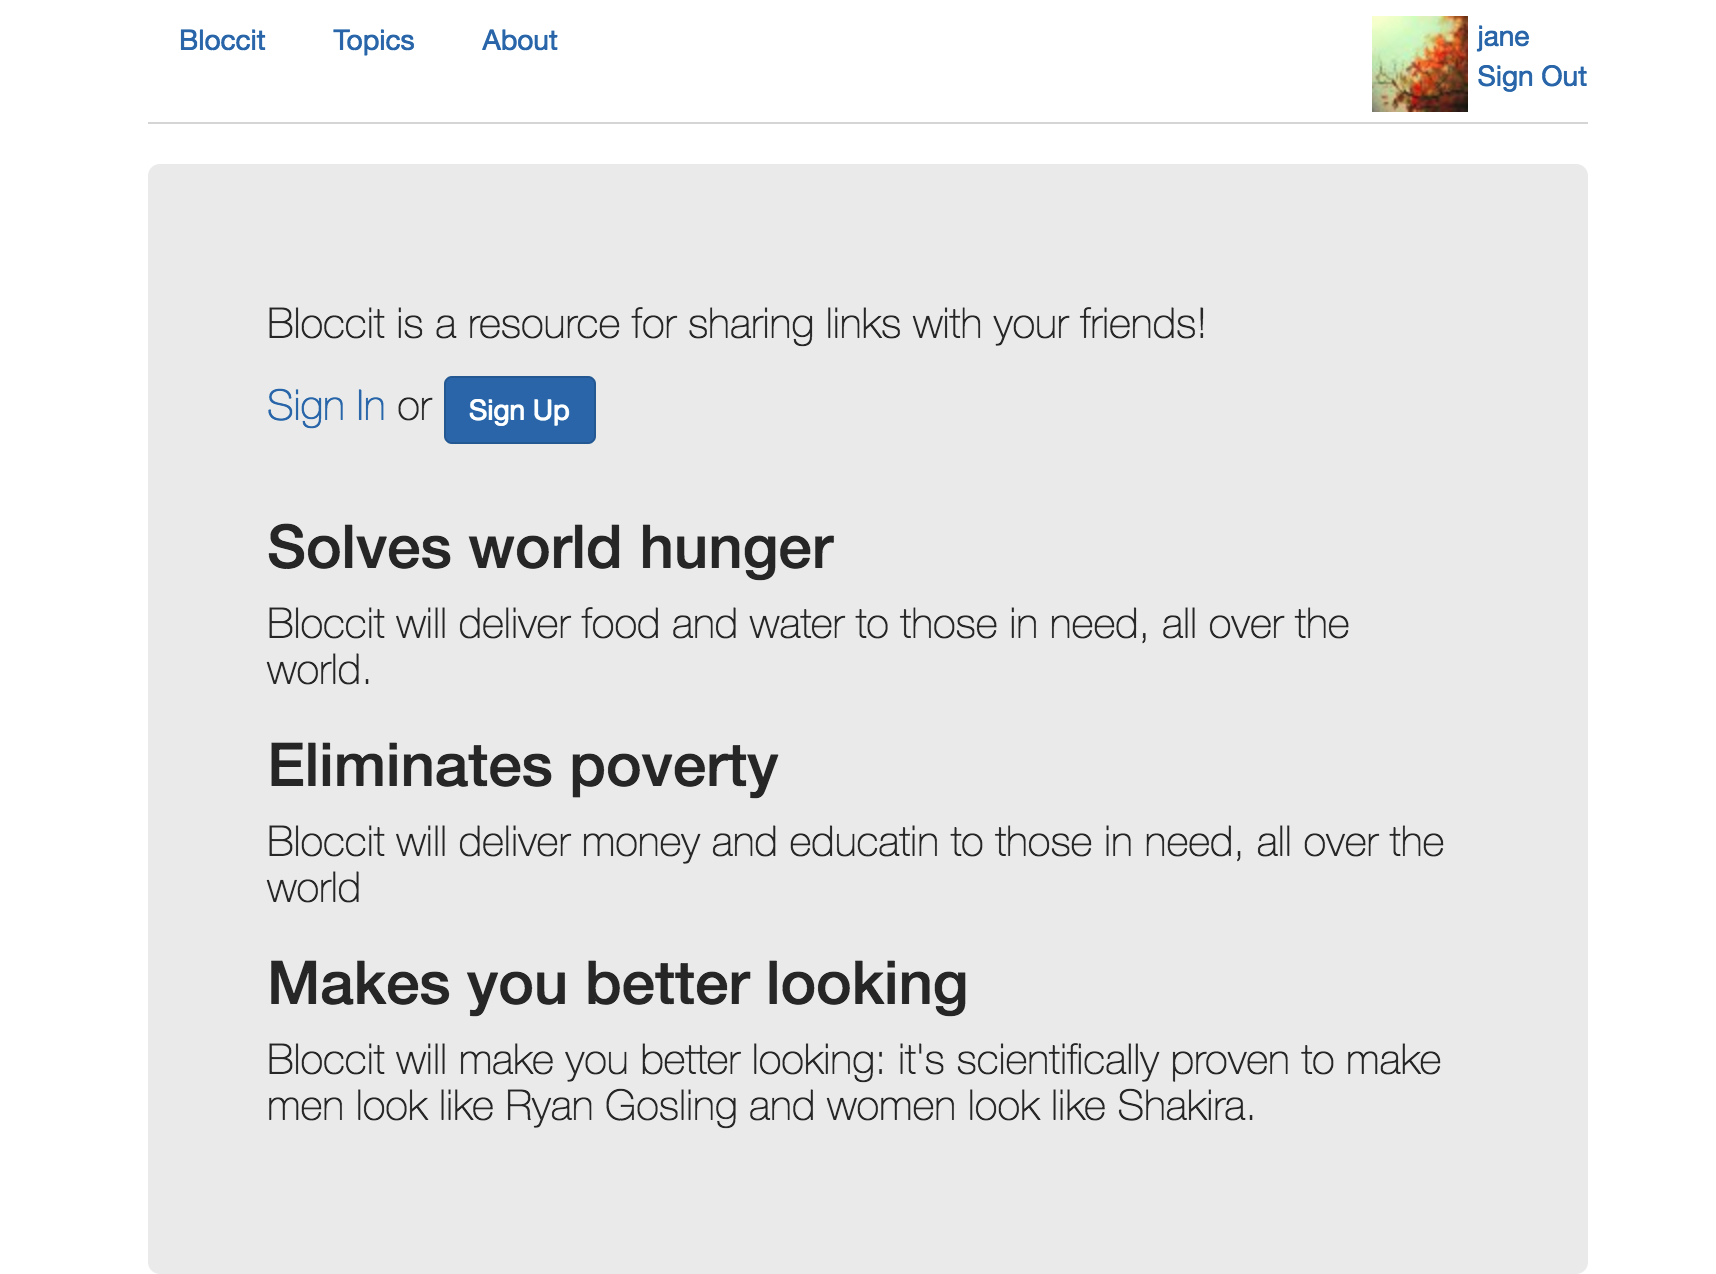 Bloccit Topics About
jane
Sign Out
Bloccit is a resource for sharing links with your friends!
Sign In or Sign Up
Solves world hunger
Bloccit will deliver food and water to those in need, all over the
world.
Eliminates poverty
Bloccit will deliver money and educatin to those in need, all over the
world
Makes you better looking
Bloccit will make you better looking: it's scientifically proven to make
men look like Ryan Gosling and women look like Shakira.